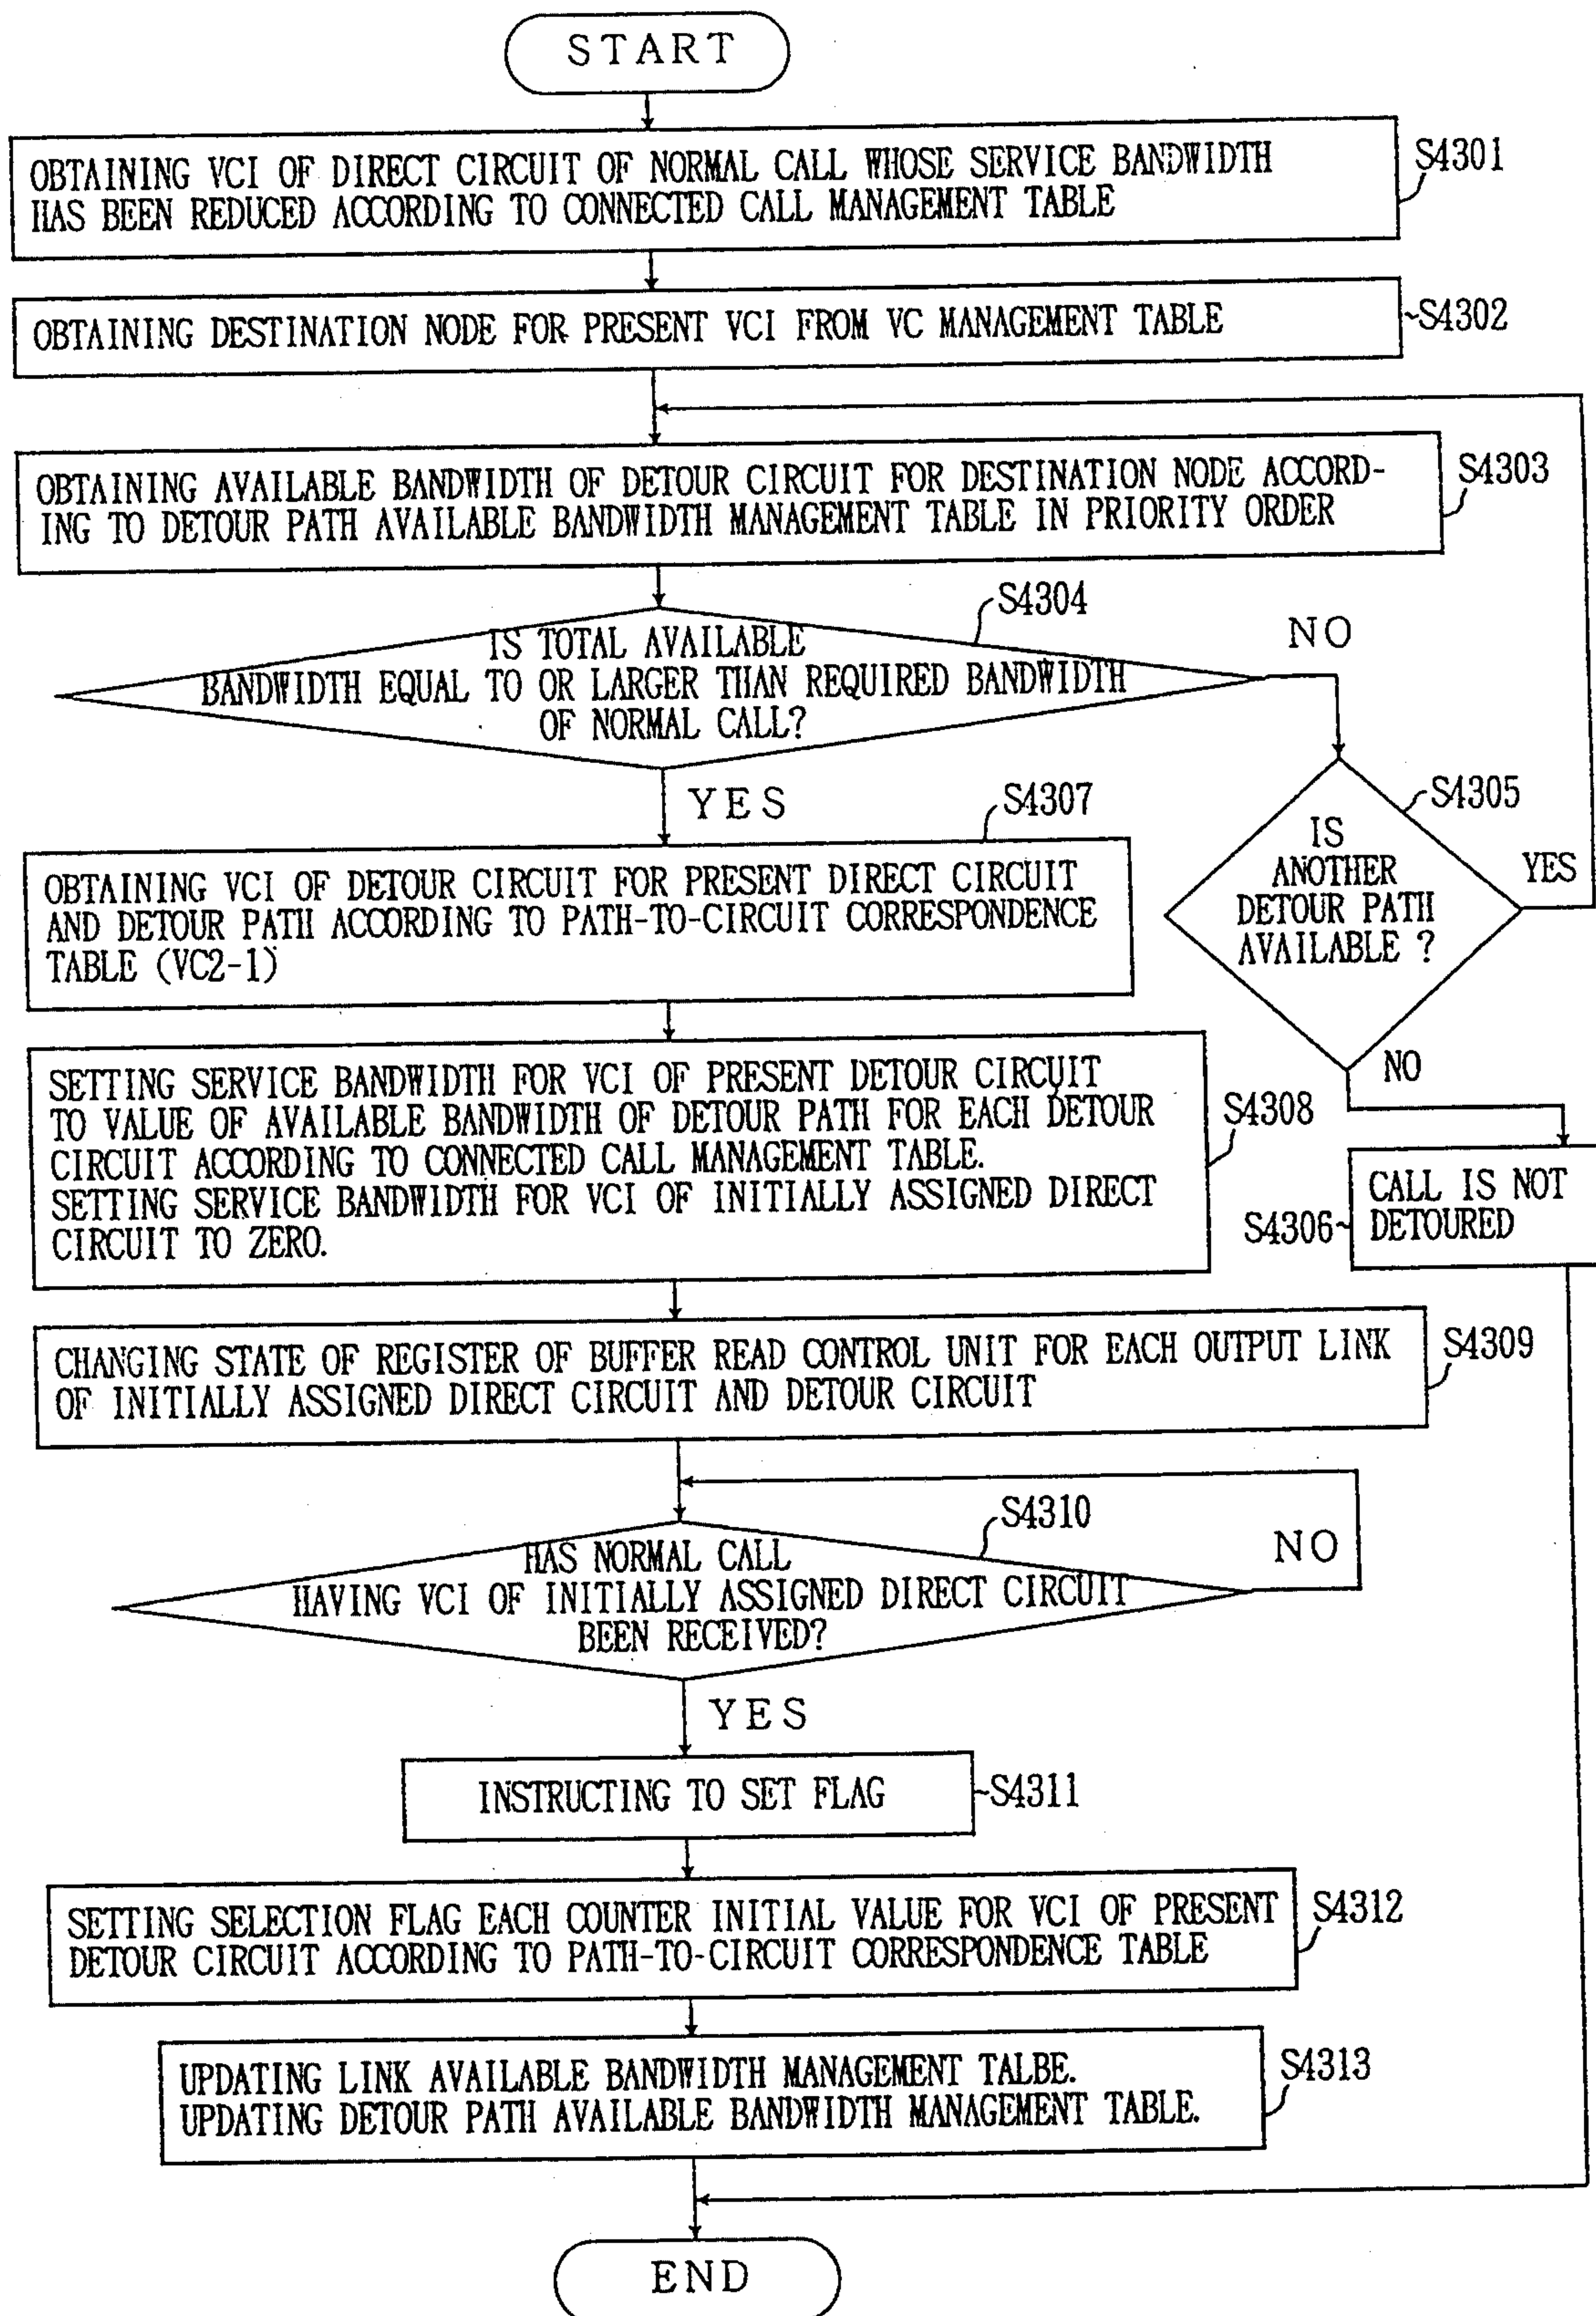 START
OBTAINING VCI OF DIRECT CIRCUIT OF NORMAL CALL WHOSE SERVICE BANDWIDTH
HAS BEEN REDUCED ACCORDING TO CONNECTED CALL MANAGEMENT TABLE
S4301
OBTAINING DESTINATION NODE FOR PRESENT VCI FROM VC MANAGEMENT TABLE
S4302
OBTAINING AVAILABLE BANDWIDTH OF DETOUR CIRCUIT FOR DESTINATION NODE ACCORD-
ING TO DETOUR PATH AVAILABLE BANDWIDTH MANAGEMENT TABLE IN PRIORITY ORDER
S4303
S4304
IS TOTAL AVAILABLE
BANDWIDTH EQUAL TO OR LARGER THAN REQUIRED BANDWIDTH
OF NORMAL CALL?
NO
YES
S4305
IS
ANOTHER
DETOUR PATH
AVAILABLE ?
YES
NO
S4306
CALL IS NOT
DETOURED
S4307
OBTAINING VCI OF DETOUR CIRCUIT FOR PRESENT DIRECT CIRCUIT
AND DETOUR PATH ACCORDING TO PATH-TO-CIRCUIT CORRESPONDENCE
TABLE (VC2-1)
SETTING SERVICE BANDWIDTH FOR VCI OF PRESENT DETOUR CIRCUIT
TO VALUE OF AVAILABLE BANDWIDTH OF DETOUR PATH FOR EACH DETOUR
CIRCUIT ACCORDING TO CONNECTED CALL MANAGEMENT TABLE.
SETTING SERVICE BANDWIDTH FOR VCI OF INITIALLY ASSIGNED DIRECT
CIRCUIT TO ZERO.
S4308
CHANGING STATE OF REGISTER OF BUFFER READ CONTROL UNIT FOR EACH OUTPUT LINK
OF INITIALLY ASSIGNED DIRECT CIRCUIT AND DETOUR CIRCUIT
S4309
S4310
HAS NORMAL CALL
HAVING VCI OF INITIALLY ASSIGNED DIRECT CIRCUIT
BEEN RECEIVED?
NO
YES
INSTRUCTING TO SET FLAG
S4311
SETTING SELECTION FLAG EACH COUNTER INITIAL VALUE FOR VCI OF PRESENT
DETOUR CIRCUIT ACCORDING TO PATH-TO-CIRCUIT CORRESPONDENCE TABLE
S4312
UPDATING LINK AVAILABLE BANDWIDTH MANAGEMENT TALBE.
UPDATING DETOUR PATH AVAILABLE BANDWIDTH MANAGEMENT TABLE.
S4313
END